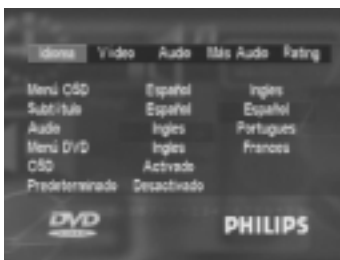 Idioma Vídeo Audio Más Audio Rating
Menú OSD Español Ingles
Subtítulo Español Español
Audio Ingles Portugues
Menú DVD Ingles Frances
OSD Activado
Predeterminado Desactivado
DVD PHILIPS